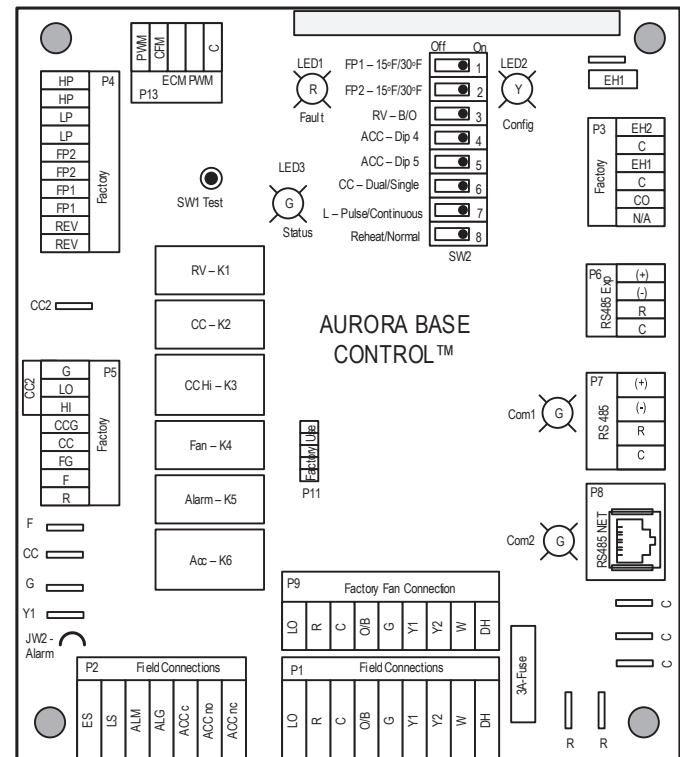 PWM
CFM
C
ECM PWM
P13
LED1
R
Fault
Off On
FP1 – 15ºF/30ºF 1
FP2 – 15ºF/30ºF 2
RV – B/O 3
ACC – Dip 4 4
ACC – Dip 5 5
CC – Dual/Single 6
L – Pulse/Continuous 7
Reheat/Normal 8
SW2
LED2
Y
Config
EH1
P4
HP
HP
LP
LP
FP2
FP2
FP1
FP1
REV
REV
Factory
SW1 Test
LED3
G
Status
P3
Factory
EH2
C
EH1
C
CO
N/A
RV – K1
CC – K2
CC Hi – K3
Fan – K4
Alarm – K5
Acc – K6
AURORA BASE
CONTROL™
P6
RS485 Exp
(+)
(-)
R
C
CC2
P5
CC2
G
LO
HI
CCG
CC
FG
F
R
Factory
Factory Use
P11
Com1
G
P7
RS 485
(+)
(-)
R
C
Com2
G
P8
RS485 NET
F
CC
G
Y1
JW2 -
Alarm
P9 Factory Fan Connection
LO R C O/B G Y1 Y2 W DH
P2 Field Connections
ES LS ALM ALG ACC c ACC no ACC nc
P1 Field Connections
LO R C O/B G Y1 Y2 W DH
3A-Fuse
C
C
C
R R